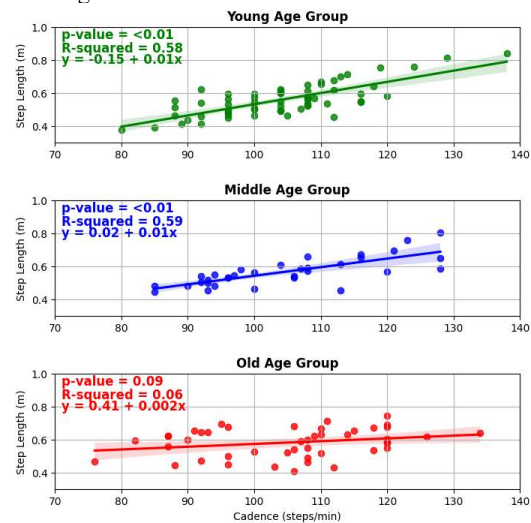 Young Age Group
p-value = <0.01
R-squared = 0.58
y = -0.15 + 0.01x
Step Length (m)
1.0
0.8
0.6
0.4
70 80 90 100 110 120 130 140
Middle Age Group
p-value = <0.01
R-squared = 0.59
y = 0.02 + 0.01x
Step Length (m)
1.0
0.8
0.6
0.4
70 80 90 100 110 120 130 140
Old Age Group
p-value = 0.09
R-squared = 0.06
y = 0.41 + 0.002x
Step Length (m)
1.0
0.8
0.6
0.4
70 80 90 100 110 120 130 140
Cadence (steps/min)